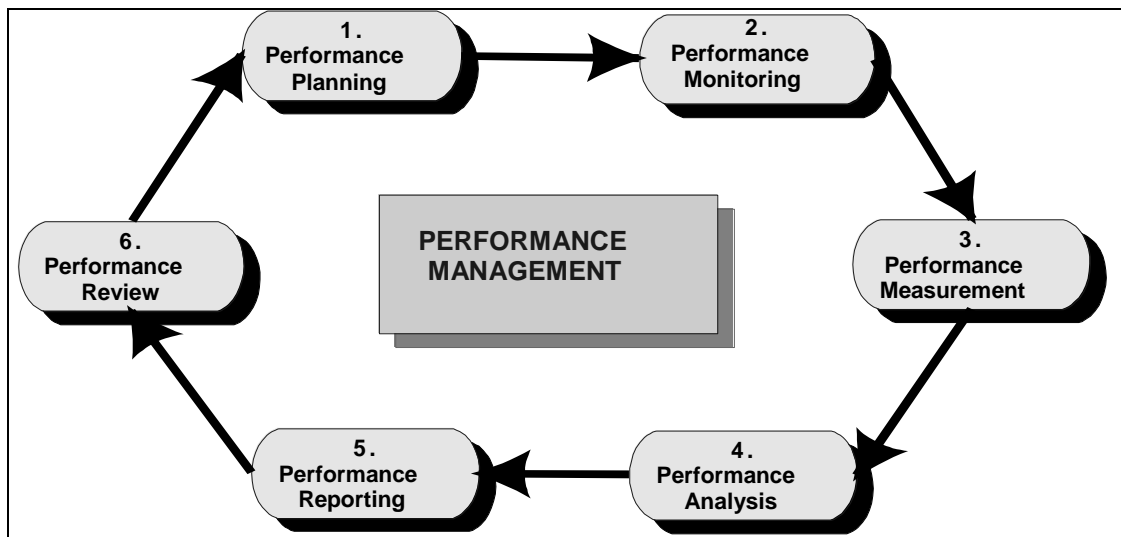 1.
Performance
Planning
2.
Performance
Monitoring
3.
Performance
Measurement
4.
Performance
Analysis
5.
Performance
Reporting
6.
Performance
Review
PERFORMANCE
MANAGEMENT